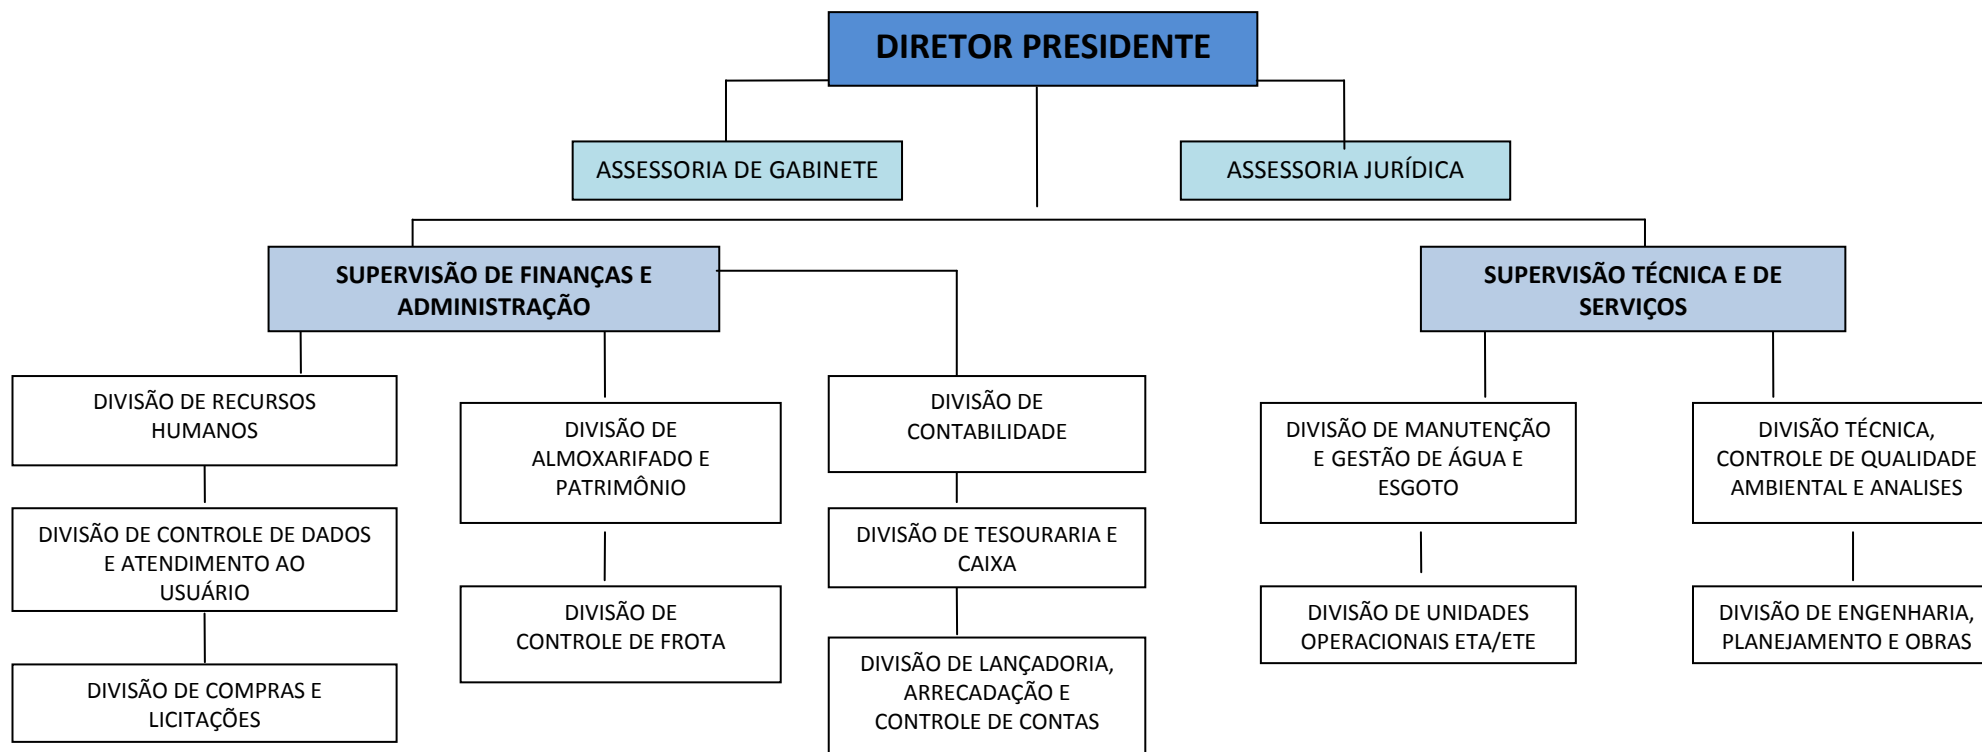 DIRETOR PRESIDENTE
ASSESSORIA DE GABINETE
ASSESSORIA JURÍDICA
SUPERVISÃO DE FINANÇAS E
ADMINISTRAÇÃO
SUPERVISÃO TÉCNICA E DE
SERVIÇOS
DIVISÃO DE RECURSOS
HUMANOS
DIVISÃO DE CONTROLE DE DADOS
E ATENDIMENTO AO
USUÁRIO
DIVISÃO DE COMPRAS E
LICITAÇÕES
DIVISÃO DE
ALMOXARIFADO E
PATRIMÔNIO
DIVISÃO DE
CONTROLE DE FROTA
DIVISÃO DE
CONTABILIDADE
DIVISÃO DE TESOURARIA E
CAIXA
DIVISÃO DE LANÇADORIA,
ARRECADAÇÃO E
CONTROLE DE CONTAS
DIVISÃO DE MANUTENÇÃO
E GESTÃO DE ÁGUA E
ESGOTO
DIVISÃO DE UNIDADES
OPERACIONAIS ETA/ETE
DIVISÃO TÉCNICA,
CONTROLE DE QUALIDADE
AMBIENTAL E ANALISES
DIVISÃO DE ENGENHARIA,
PLANEJAMENTO E OBRAS